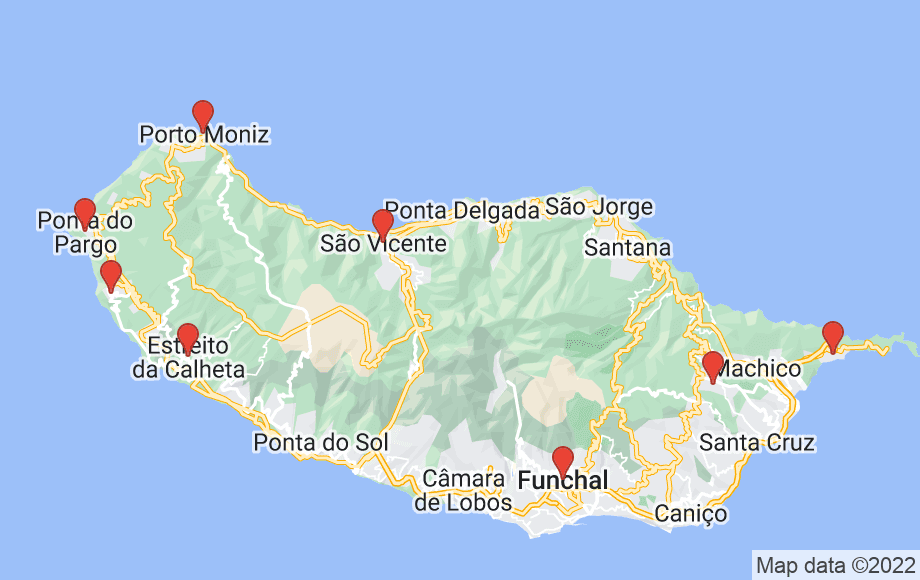 Porto Moniz
Ponta do
Pargo
Ponta Delgada
São Jorge
São Vicente
Santana
Estreito
da Calheta
Machico
Ponta do Sol
Santa Cruz
Câmara
de Lobos
Funchal
Caniço
Map data ©2022